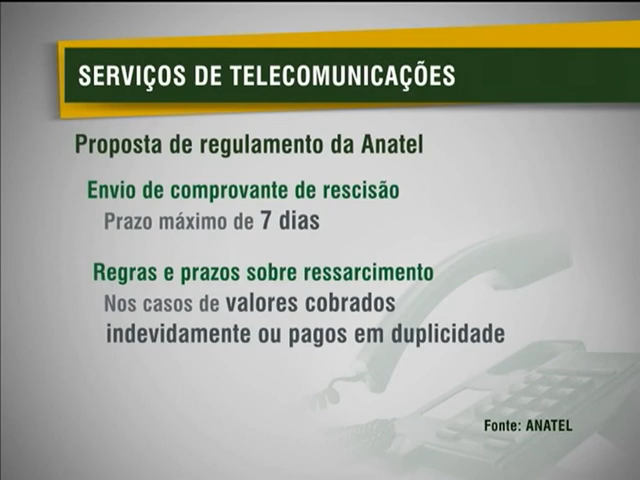 SERVIÇOS DE TELECOMUNICAÇÕES
Proposta de regulamento da Anatel
Envio de comprovante de rescisão
Prazo máximo de 7 dias
Regras e prazos sobre ressarcimento
Nos casos de valores cobrados
indevidamente ou pagos em duplicidade
Fonte: ANATEL